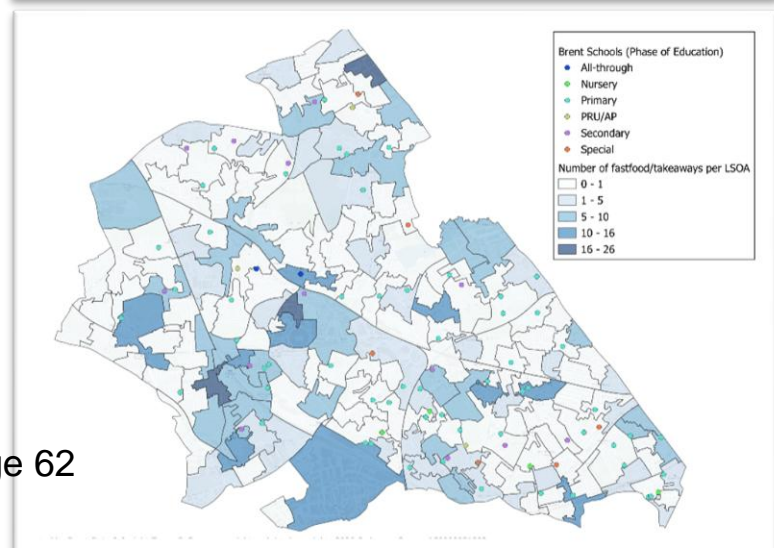 Brent Schools (Phase of Education)
All-through
Nursery
Primary
PRU/AP
Secondary
Special
Number of fastfood/takeaways per LSOA
0 - 1
1 - 5
5 - 10
10 - 16
16 - 26
ge 62